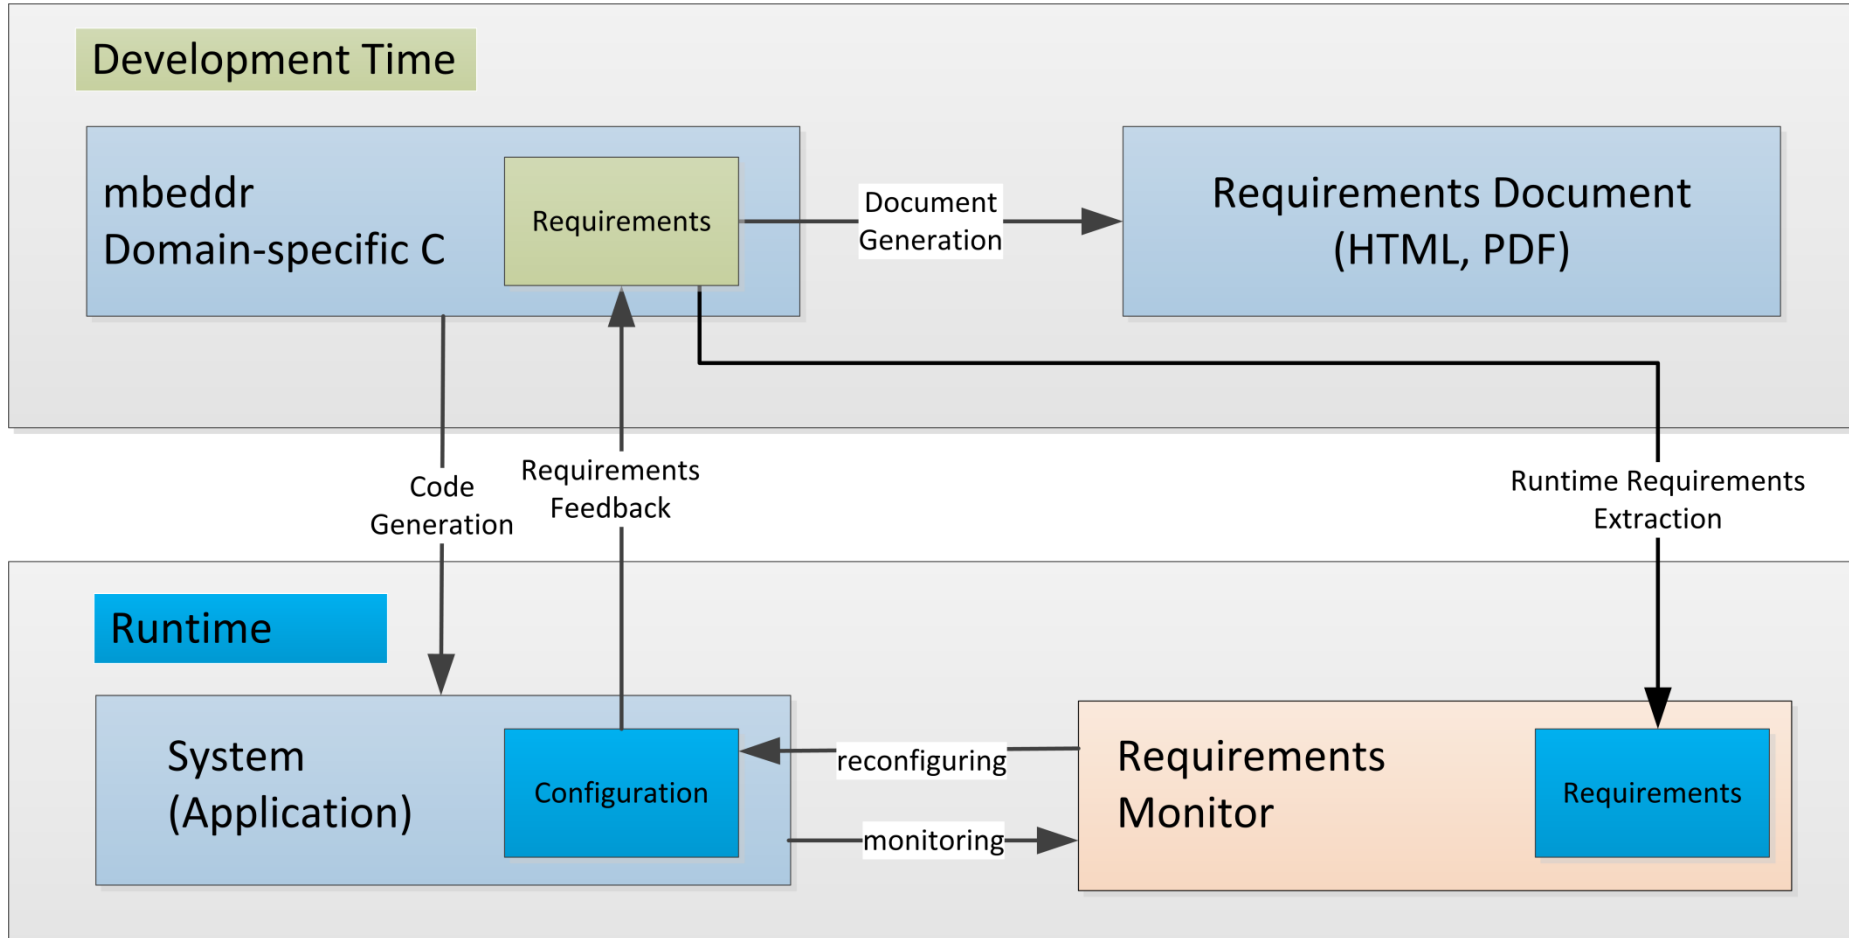 Development Time
mbeddr
Domain-specific C
Requirements
Document
Generation
Requirements Document
(HTML, PDF)
Code
Generation
Requirements
Feedback
Runtime Requirements
Extraction
Runtime
System
(Application)
Configuration
reconfiguring
monitoring
Requirements
Monitor
Requirements